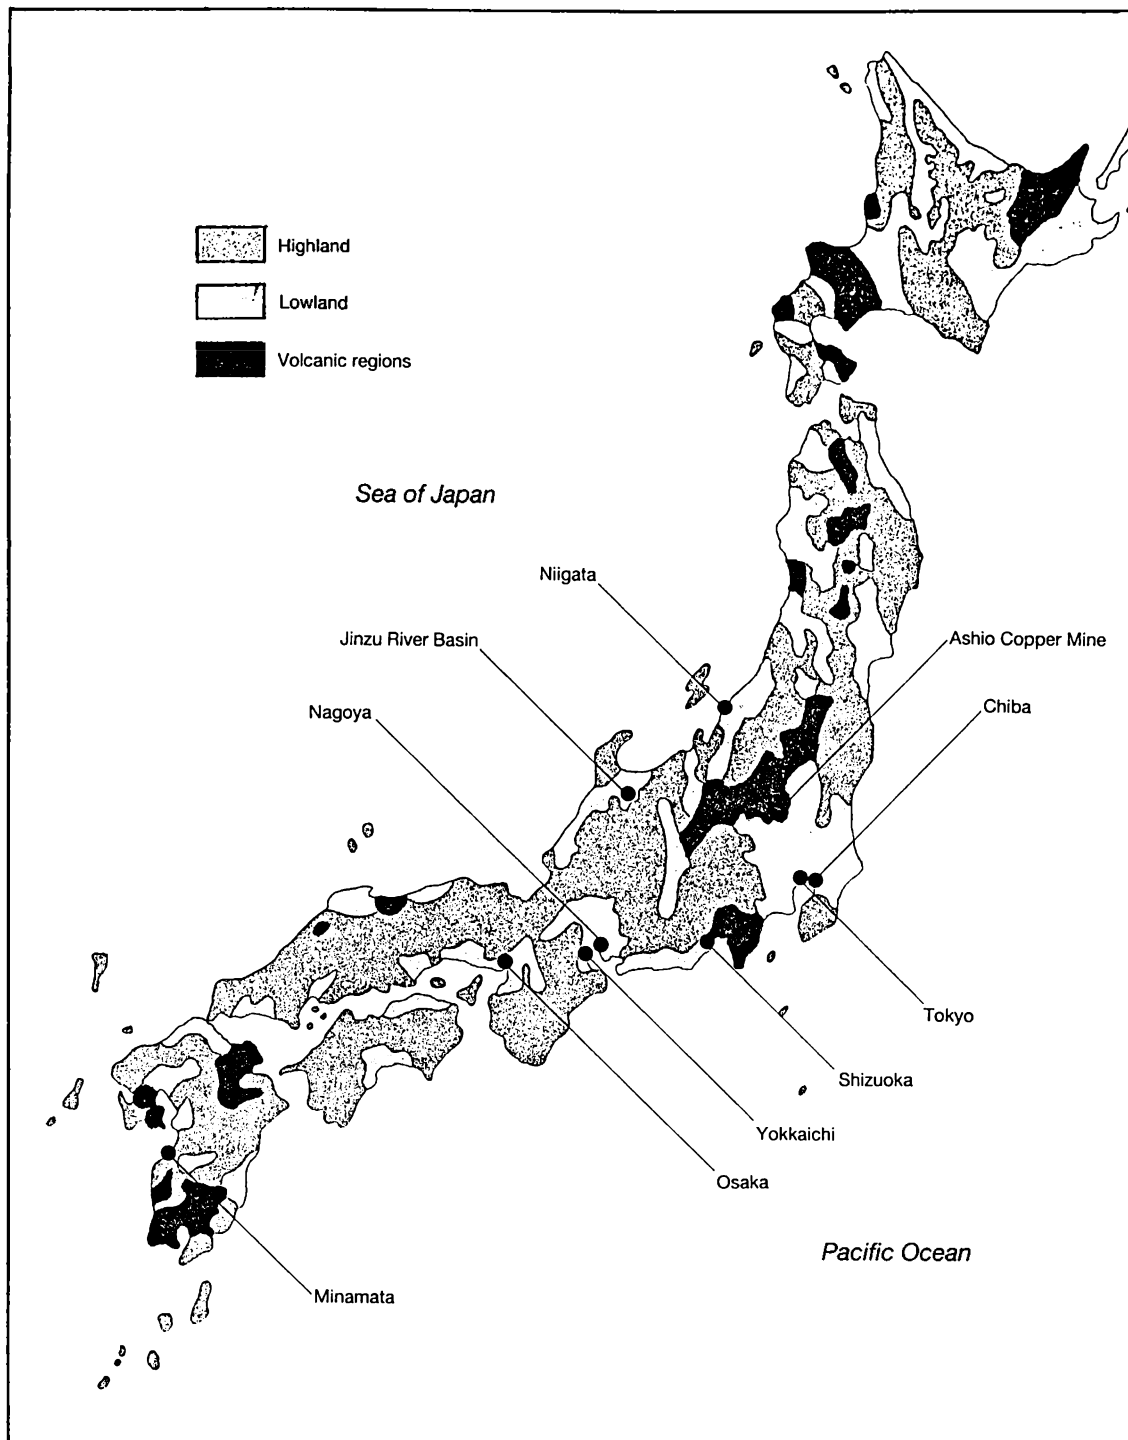 Highland
Lowland
Volcanic regions
Sea of Japan
Niigata
Jinzu River Basin
Ashio Copper Mine
Nagoya
Chiba
Tokyo
Shizuoka
Yokkaichi
Osaka
Pacific Ocean
Minamata